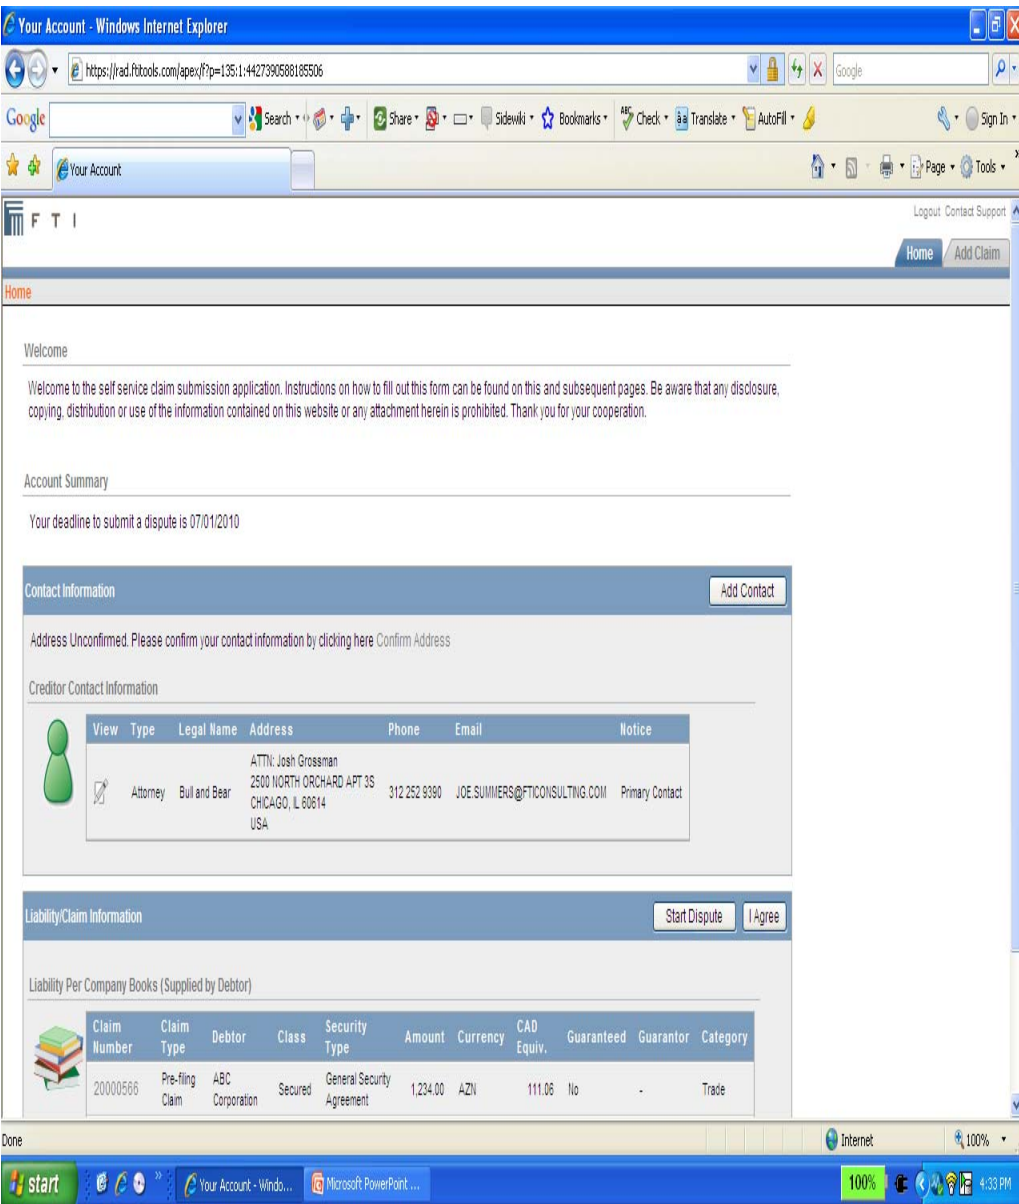 Your Account - Windows Internet Explorer
https://rad.ftitools.com/apex/f?p=135:1:4427390588185506
Google
Google
Search
Share
Sidewiki
Bookmarks
ABC Check
Translate
AutoFill
Sign In
Your Account
Page
Tools
FTI
Logout Contact Support
Home
Add Claim
Home
Welcome
Welcome to the self service claim submission application. Instructions on how to fill out this form can be found on this and subsequent pages. Be aware that any disclosure,
copying, distribution or use of the information contained on this website or any attachment herein is prohibited. Thank you for your cooperation.
Account Summary
Your deadline to submit a dispute is 07/01/2010
Contact Information
Add Contact
Address Unconfirmed. Please confirm your contact information by clicking here Confirm Address
Creditor Contact Information
View Type Legal Name Address Phone Email Notice
Attorney Bull and Bear
ATTN: Josh Grossman
2500 NORTH ORCHARD APT 3S
CHICAGO, IL 60614
USA
312 252 9390 JOE.SUMMERS@FTICONSULTING.COM Primary Contact
Liability/Claim Information
Start Dispute
I Agree
Liability Per Company Books (Supplied by Debtor)
Claim Number Claim Type Debtor Class Security Type Amount Currency CAD Equiv. Guaranteed Guarantor Category
20000566 Pre-filing Claim ABC Corporation Secured General Security Agreement 1,234.00 AZN 111.06 No - Trade
Done
Internet
100%
start
Your Account - Windo...
Microsoft PowerPoint ...
100%
4:33 PM